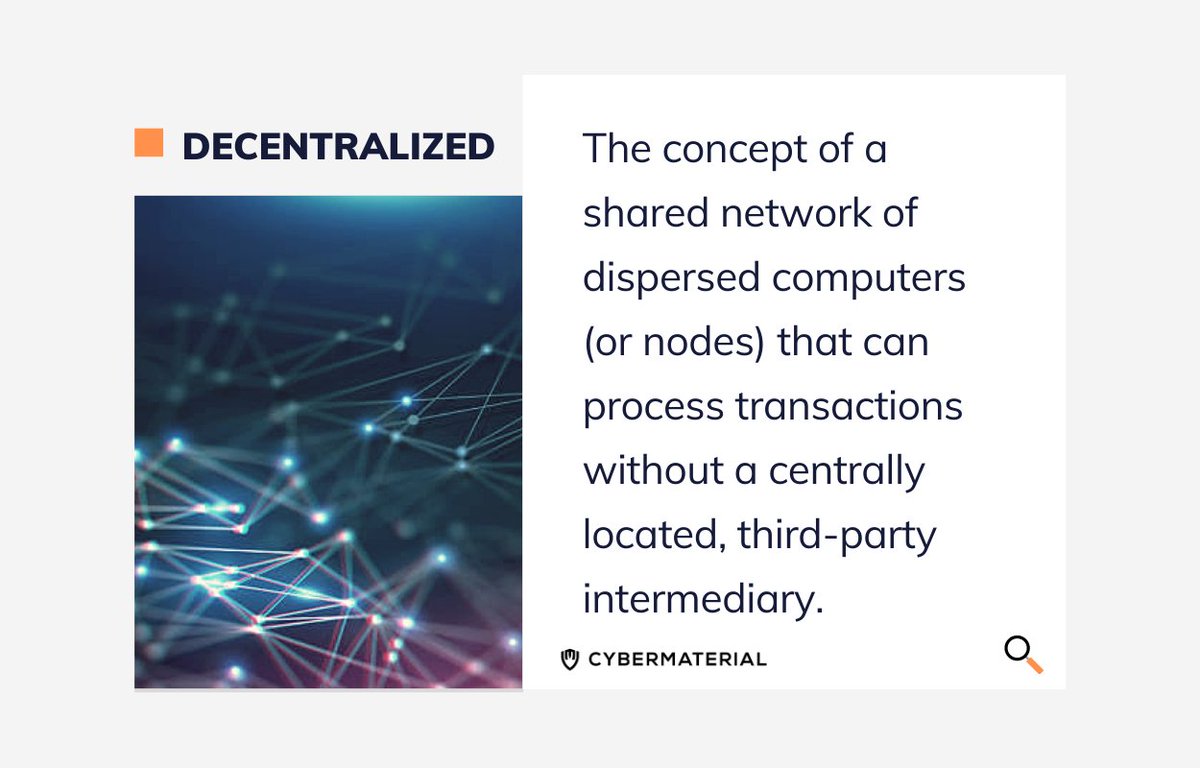 DECENTRALIZED
The concept of a
shared network of
dispersed computers
(or nodes) that can
process transactions
without a centrally
located, third-party
intermediary.
CYBERMATERIAL